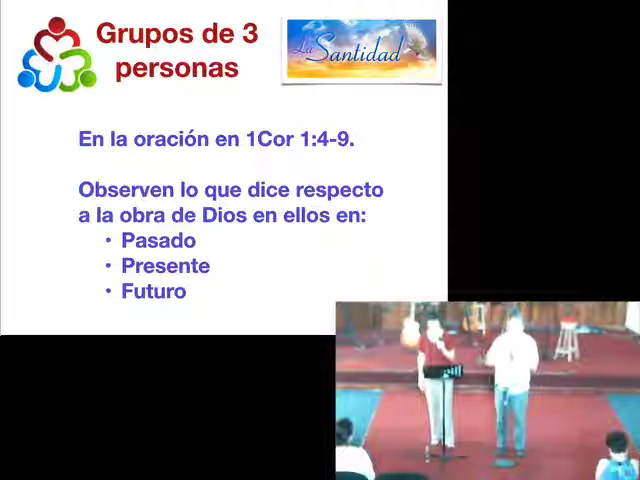 Grupos de 3
personas
La
Santidad
En la oración en 1Cor 1:4-9.
Observen lo que dice respecto
a la obra de Dios en ellos en:
• Pasado
• Presente
• Futuro